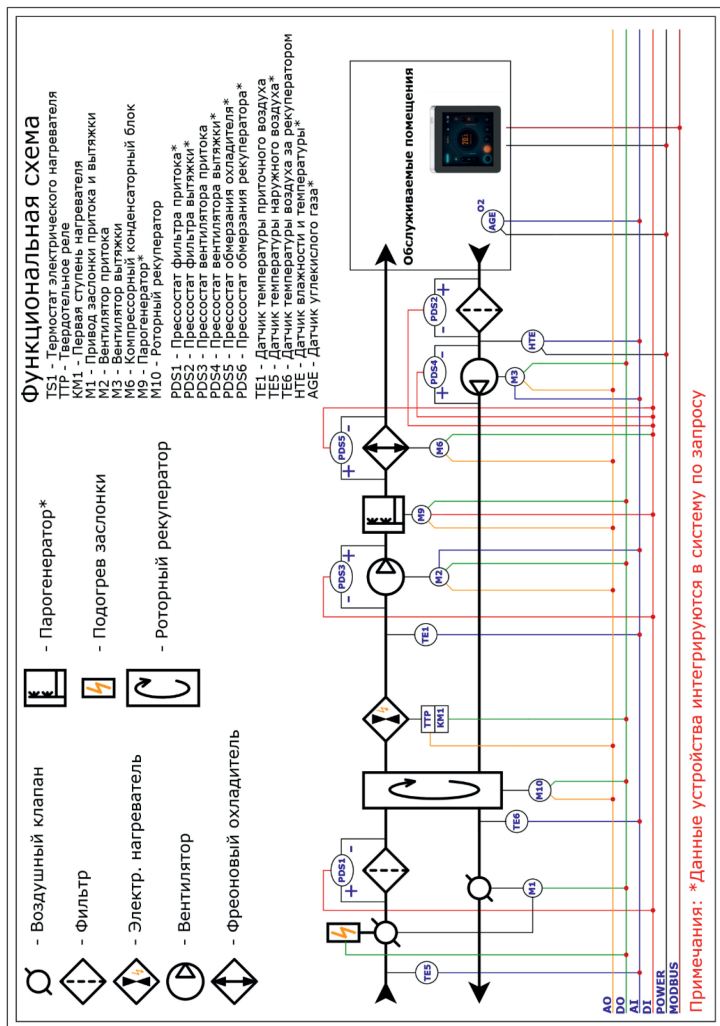 Функциональная схема
TS1 - Термостат электрического нагревателя
TTP - Твердотельное реле
KM1 - Первая ступень нагревателя
M1 - Привод заслонки притока и вытяжки
M2 - Вентилятор притока
M3 - Вентилятор вытяжки
M6 - Компрессорный конденсаторный блок
M9 - Парогенератор*
M10 - Роторный рекуператор
PDS1 - Прессостат фильтра притока*
PDS2 - Прессостат фильтра вытяжки*
PDS3 - Прессостат вентилятора притока
PDS4 - Прессостат вентилятора вытяжки*
PDS5 - Прессостат обмерзания охладителя*
PDS6 - Прессостат обмерзания рекуператора*
TE1 - Датчик температуры приточного воздуха
TE5 - Датчик температуры наружного воздуха*
TE6 - Датчик температуры воздуха за рекуператором
HTE - Датчик влажности и температуры*
AGE - Датчик углекислого газа*
- Воздушный клапан
- Фильтр
- Электр. нагреватель
- Вентилятор
- Фреоновый охладитель
- Парогенератор*
- Подогрев заслонки
- Роторный рекуператор
Обслуживаемые помещения
PDS1
+ -
PDS3
- +
PDS5
+ -
PDS4
+ -
PDS2
- +
TE5
M1
TE6
M10
TTP
KM1
TE1
M2
M9
M6
M3
HTE
AGE
O2
AO
DO
AI
DI
POWER
MODBUS
Примечания: *Данные устройства интегрируются в систему по запросу